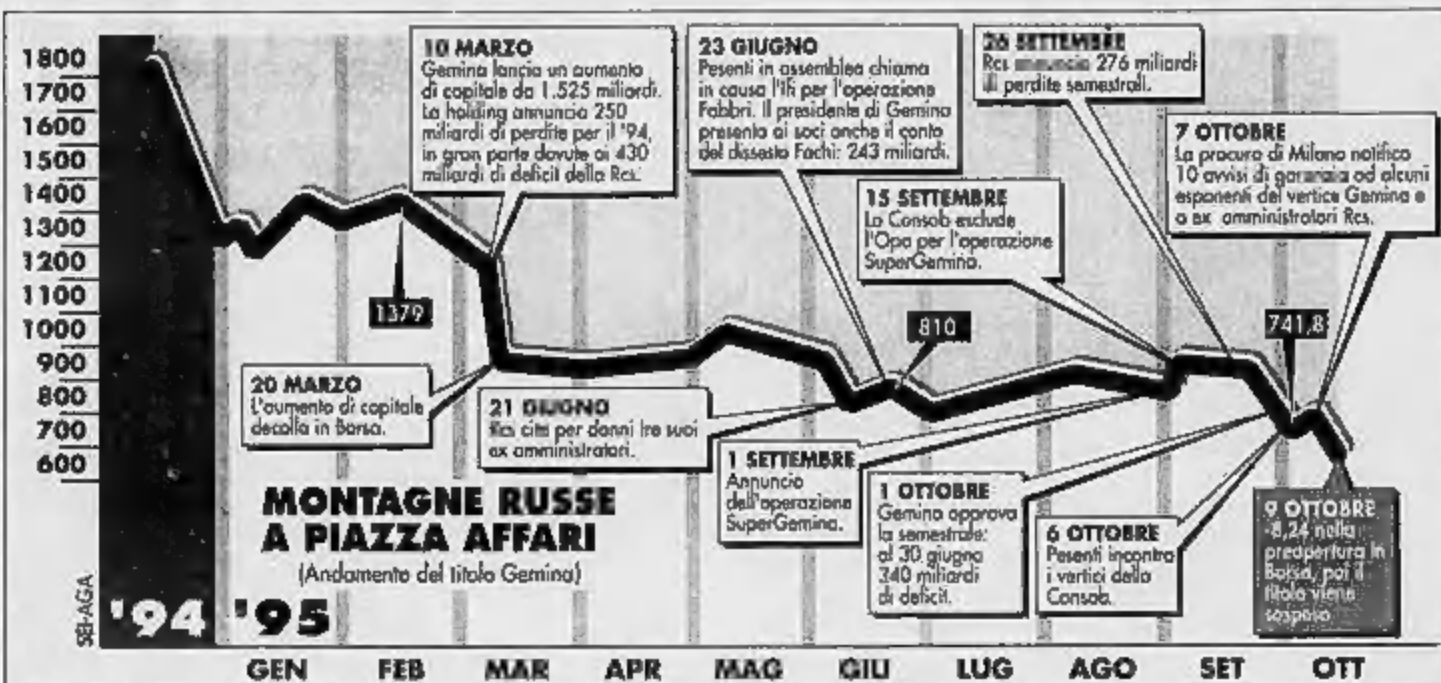 1800
1700
1600
1500
1400
1300
1200
1100
1000
900
800
700
600
10 MARZO
Gemina lancia un aumento
di capitale da 1.525 miliardi.
La holding annuncia 250
miliardi di perdite per il '94,
in gran parte dovute ai 430
miliardi di deficit della Rcs.
23 GIUGNO
Pesenti in assemblea chiama
in causa l'Ifi per l'operazione
Fabbri. Il presidente di Gemina
presenta ai soci anche il conto
del dissesto Fochi: 243 miliardi.
26 SETTEMBRE
Rcs annuncia 276 miliardi
di perdite semestrali.
7 OTTOBRE
La procura di Milano notifica
10 avvisi di garanzia ad alcuni
esponenti del vertice Gemina e
a ex amministratori Rcs.
15 SETTEMBRE
La Consob esclude
l'Opa per l'operazione
SuperGemina.
1379
810
741,8
20 MARZO
L'aumento di capitale
decolla in Borsa.
21 GIUGNO
Rcs cita per danni tre suoi
ex amministratori.
1 SETTEMBRE
Annuncio
dell'operazione
SuperGemina.
1 OTTOBRE
Gemina approva
la semestrale:
al 30 giugno
340 miliardi
di deficit.
6 OTTOBRE
Pesenti incontra
i vertici della
Consob.
9 OTTOBRE
-8,24 nella
preapertura in
Borsa, poi il
titolo viene
sospeso
MONTAGNE RUSSE
A PIAZZA AFFARI
(Andamento del titolo Gemina)
SEI-AGA
'94 '95
GEN FEB MAR APR MAG GIU LUG AGO SET OTT